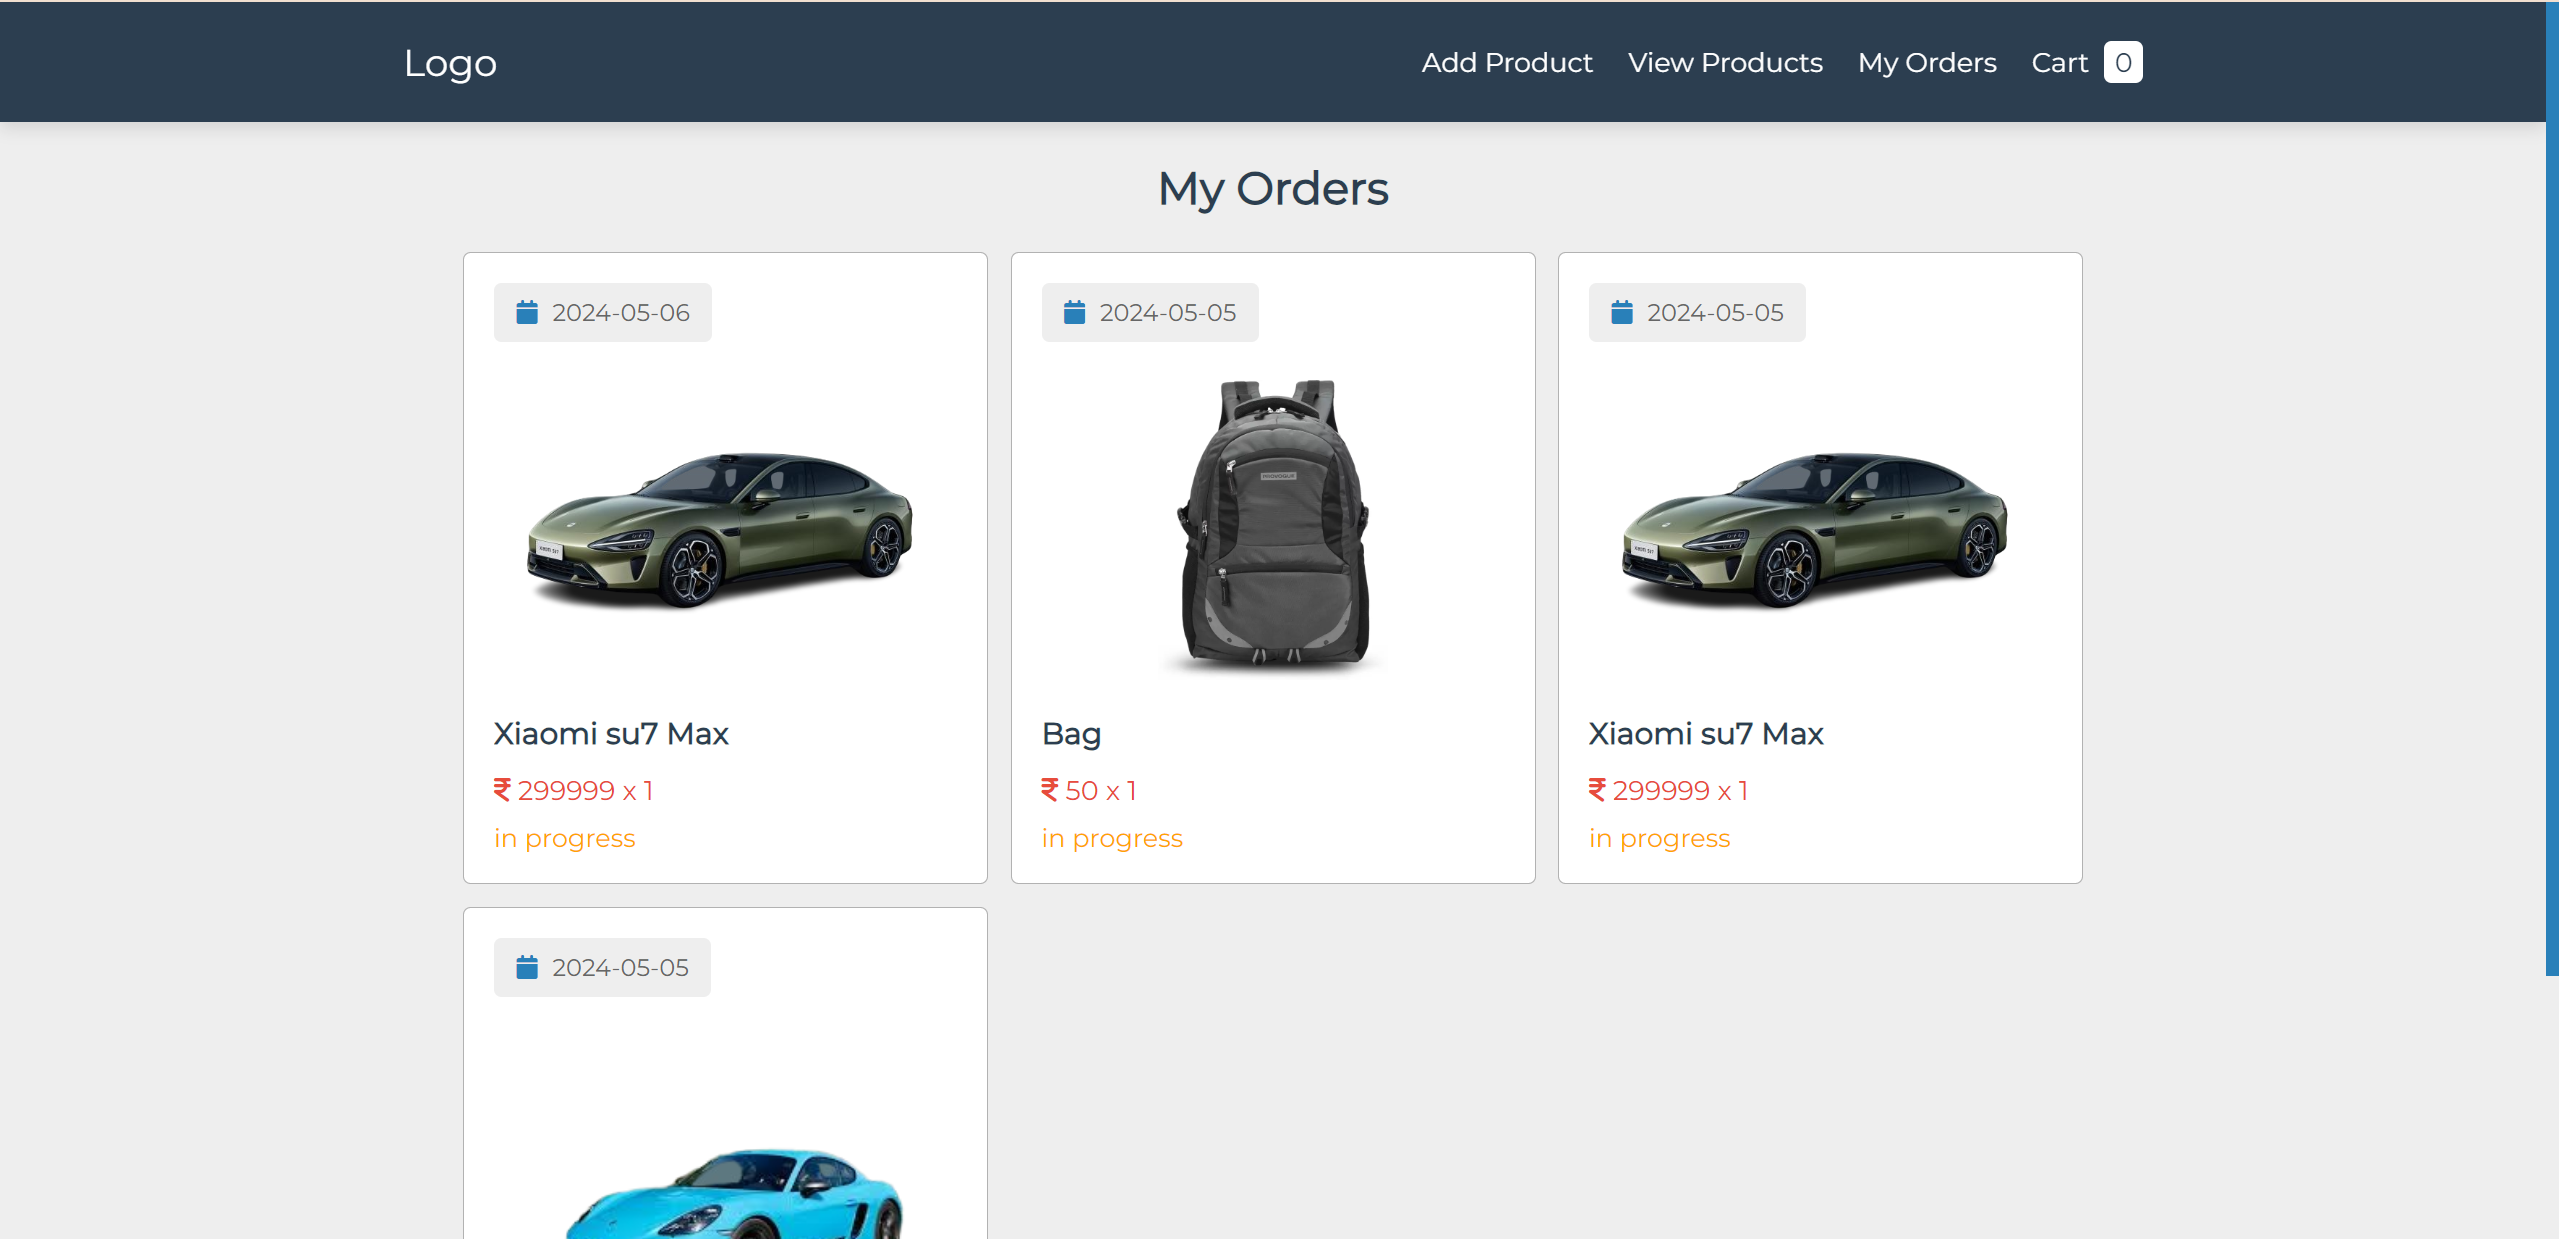 Logo
Add Product
View Products
My Orders
Cart 0
My Orders
2024-05-06
Xiaomi su7 Max
₹ 299999 x 1
in progress
2024-05-05
PROVOGUE
Bag
₹ 50 x 1
in progress
2024-05-05
Xiaomi su7 Max
₹ 299999 x 1
in progress
2024-05-05